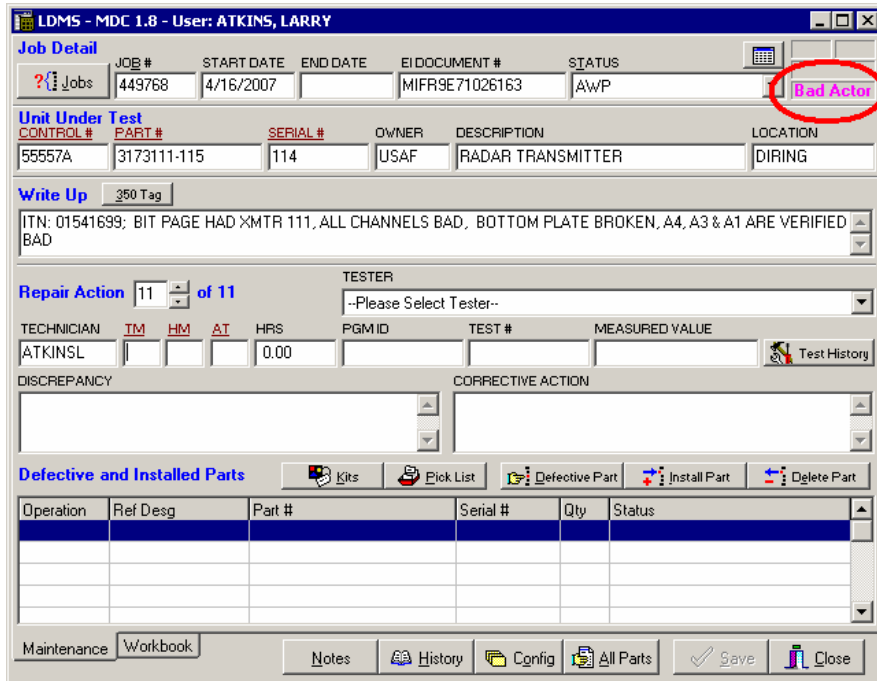 LDMS - MDC 1.8 - User: ATKINS, LARRY
Job Detail
JOB # START DATE END DATE EI DOCUMENT # STATUS
?{ Jobs 449768 4/16/2007 MIFR9E71026163 AWP Bad Actor
Unit Under Test
CONTROL # PART # SERIAL # OWNER DESCRIPTION LOCATION
55557A 3173111-115 114 USAF RADAR TRANSMITTER DIRING
Write Up 350 Tag
ITN: 01541699; BIT PAGE HAD XMTR 111, ALL CHANNELS BAD, BOTTOM PLATE BROKEN, A4, A3 & A1 ARE VERIFIED
BAD
TESTER
Repair Action 11 of 11 --Please Select Tester--
TECHNICIAN TM HM AT HRS PGM ID TEST # MEASURED VALUE
ATKINSL 0.00 Test History
DISCREPANCY CORRECTIVE ACTION
Defective and Installed Parts Kits Pick List Defective Part Install Part Delete Part
Operation Ref Desg Part # Serial # Qty Status
Maintenance Workbook Notes History Config All Parts Save Close